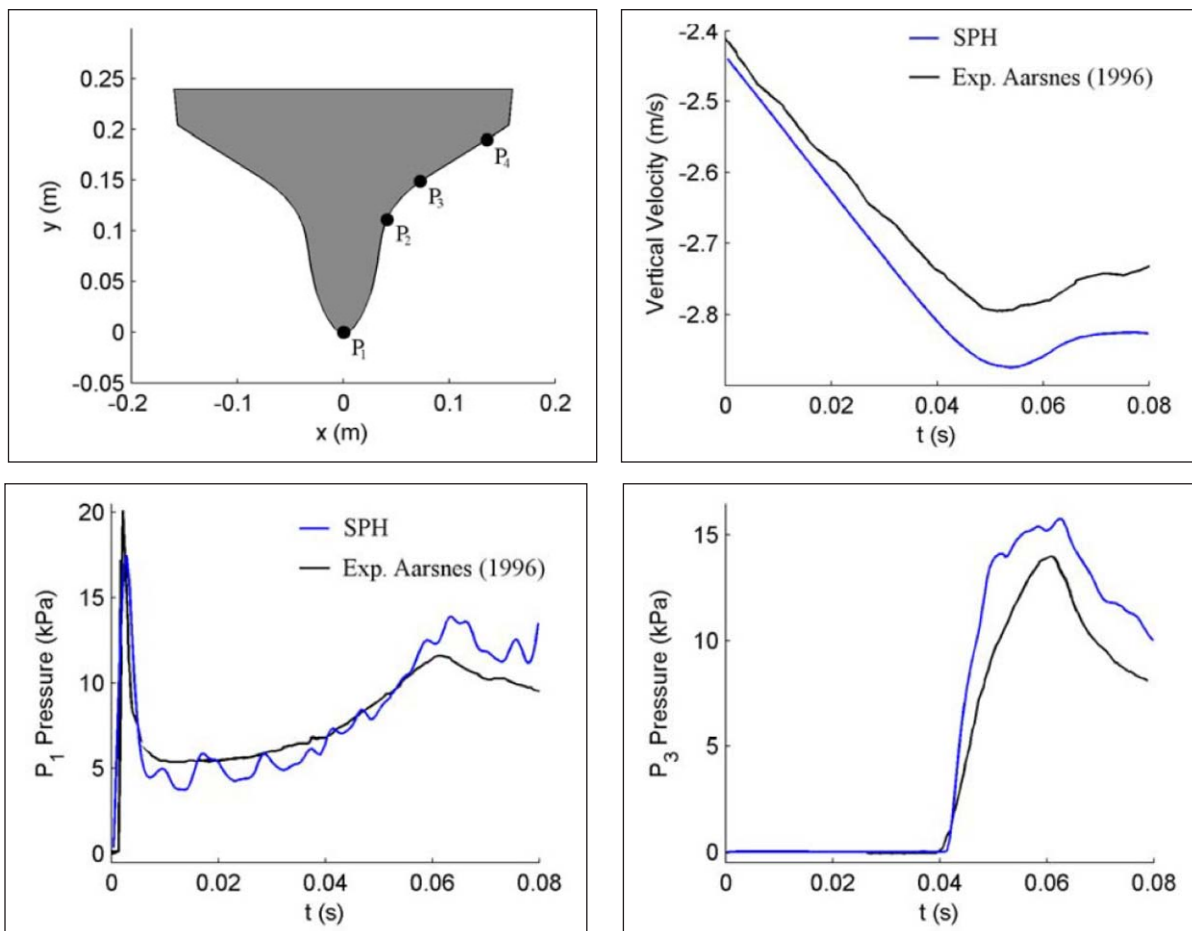 0.25
0.2
0.15
0.1
0.05
0
-0.05
y (m)
-0.2
-0.1
0
0.1
0.2
x (m)
P1
P2
P3
P4
-2.4
-2.5
-2.6
-2.7
-2.8
Vertical Velocity (m/s)
SPH
Exp. Aarsnes (1996)
0
0.02
0.04
0.06
0.08
t (s)
20
15
10
5
0
P1 Pressure (kPa)
SPH
Exp. Aarsnes (1996)
0
0.02
0.04
0.06
0.08
t (s)
15
10
5
0
P3 Pressure (kPa)
0
0.02
0.04
0.06
0.08
t (s)